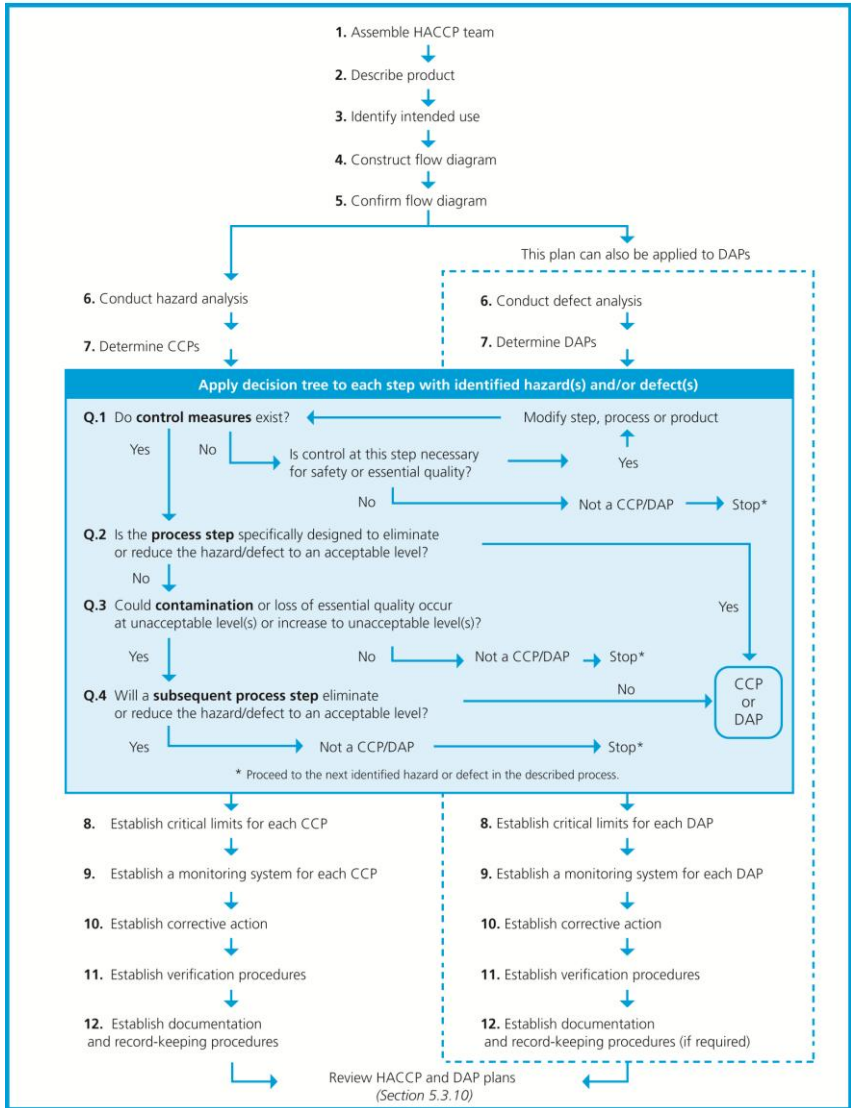 1. Assemble HACCP team
2. Describe product
3. Identify intended use
4. Construct flow diagram
5. Confirm flow diagram
This plan can also be applied to DAPs
6. Conduct hazard analysis
7. Determine CCPs
6. Conduct defect analysis
7. Determine DAPs
Apply decision tree to each step with identified hazard(s) and/or defect(s)
Q.1 Do control measures exist?
Modify step, process or product
Yes
No
Is control at this step necessary
for safety or essential quality?
Yes
No
Not a CCP/DAP
Stop*
Q.2 Is the process step specifically designed to eliminate
or reduce the hazard/defect to an acceptable level?
No
Yes
Q.3 Could contamination or loss of essential quality occur
at unacceptable level(s) or increase to unacceptable level(s)?
Yes
No
Not a CCP/DAP
Stop*
Q.4 Will a subsequent process step eliminate
or reduce the hazard/defect to an acceptable level?
No
CCP
or
DAP
Yes
Not a CCP/DAP
Stop*
* Proceed to the next identified hazard or defect in the described process.
8. Establish critical limits for each CCP
9. Establish a monitoring system for each CCP
10. Establish corrective action
11. Establish verification procedures
12. Establish documentation
and record-keeping procedures
8. Establish critical limits for each DAP
9. Establish a monitoring system for each DAP
10. Establish corrective action
11. Establish verification procedures
12. Establish documentation
and record-keeping procedures (if required)
Review HACCP and DAP plans
(Section 5.3.10)